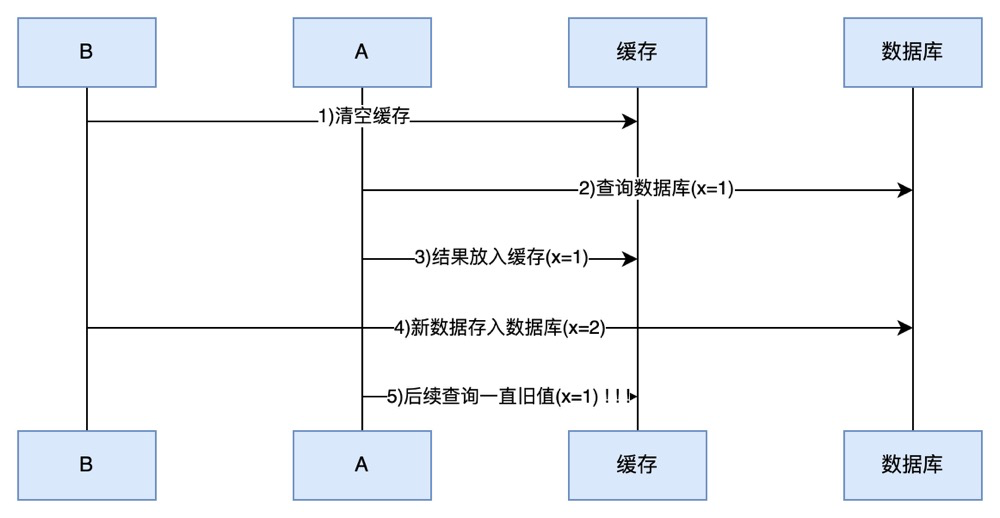 B
A
缓存
数据库
1)清空缓存
2)查询数据库(x=1)
3)结果放入缓存(x=1)
4)新数据存入数据库(x=2)
5)后续查询一直旧值(x=1) ! ! !
B
A
缓存
数据库